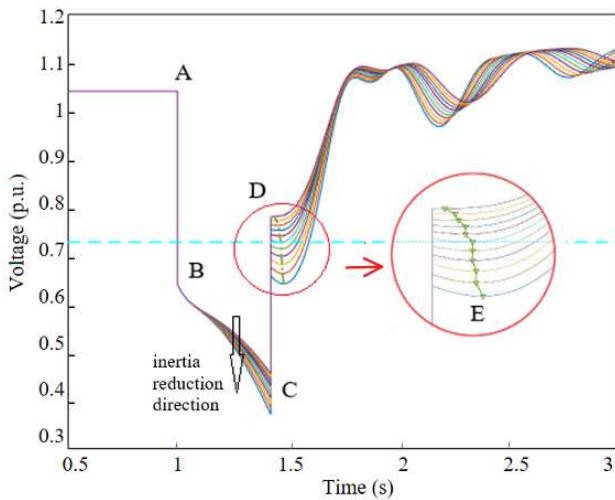 1.2
1.1
1
0.9
0.8
0.7
0.6
0.5
0.4
0.3
Voltage (p.u.)
A
B
C
D
E
inertia
reduction
direction
0.5
1
1.5
2
2.5
3
Time (s)